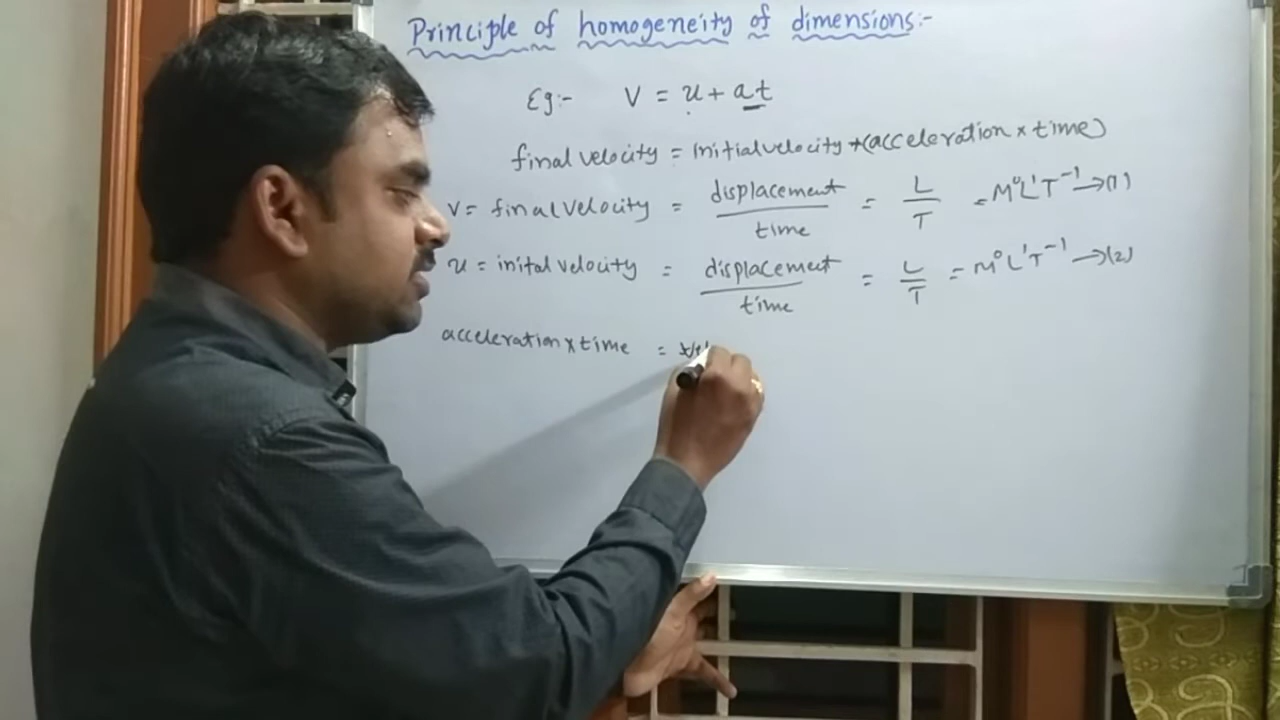 Principle of homogeneity of dimensions:-
Eg:- V = u + at
final velocity = initial velocity + (acceleration x time)
V = final velocity = displacement / time = L / T = M⁰L¹T⁻¹ → (1)
u = inital velocity = displacement / time = L / T = M⁰L¹T⁻¹ → (2)
acceleration x time =